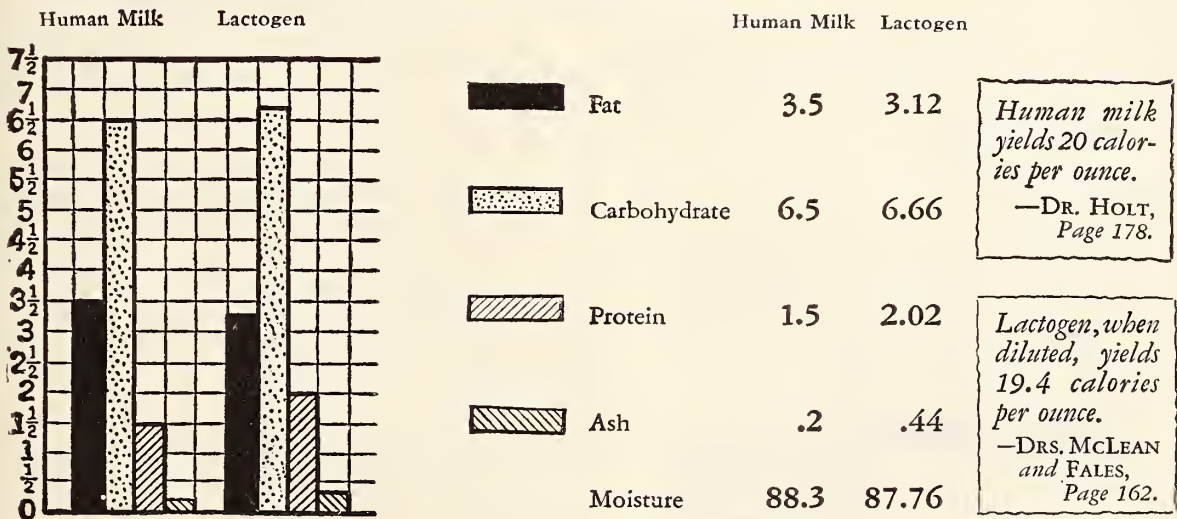 Human Milk Lactogen
7½
7
6½
6
5½
5
4½
4
3½
3
2½
2
1½
1
½
0
Human Milk Lactogen
Fat 3.5 3.12
Carbohydrate 6.5 6.66
Protein 1.5 2.02
Ash .2 .44
Moisture 88.3 87.76
Human milk
yields 20 calor-
ies per ounce.
—DR. HOLT,
Page 178.
Lactogen, when
diluted, yields
19.4 calories
per ounce.
—DRS. MCLEAN
and FALES,
Page 162.